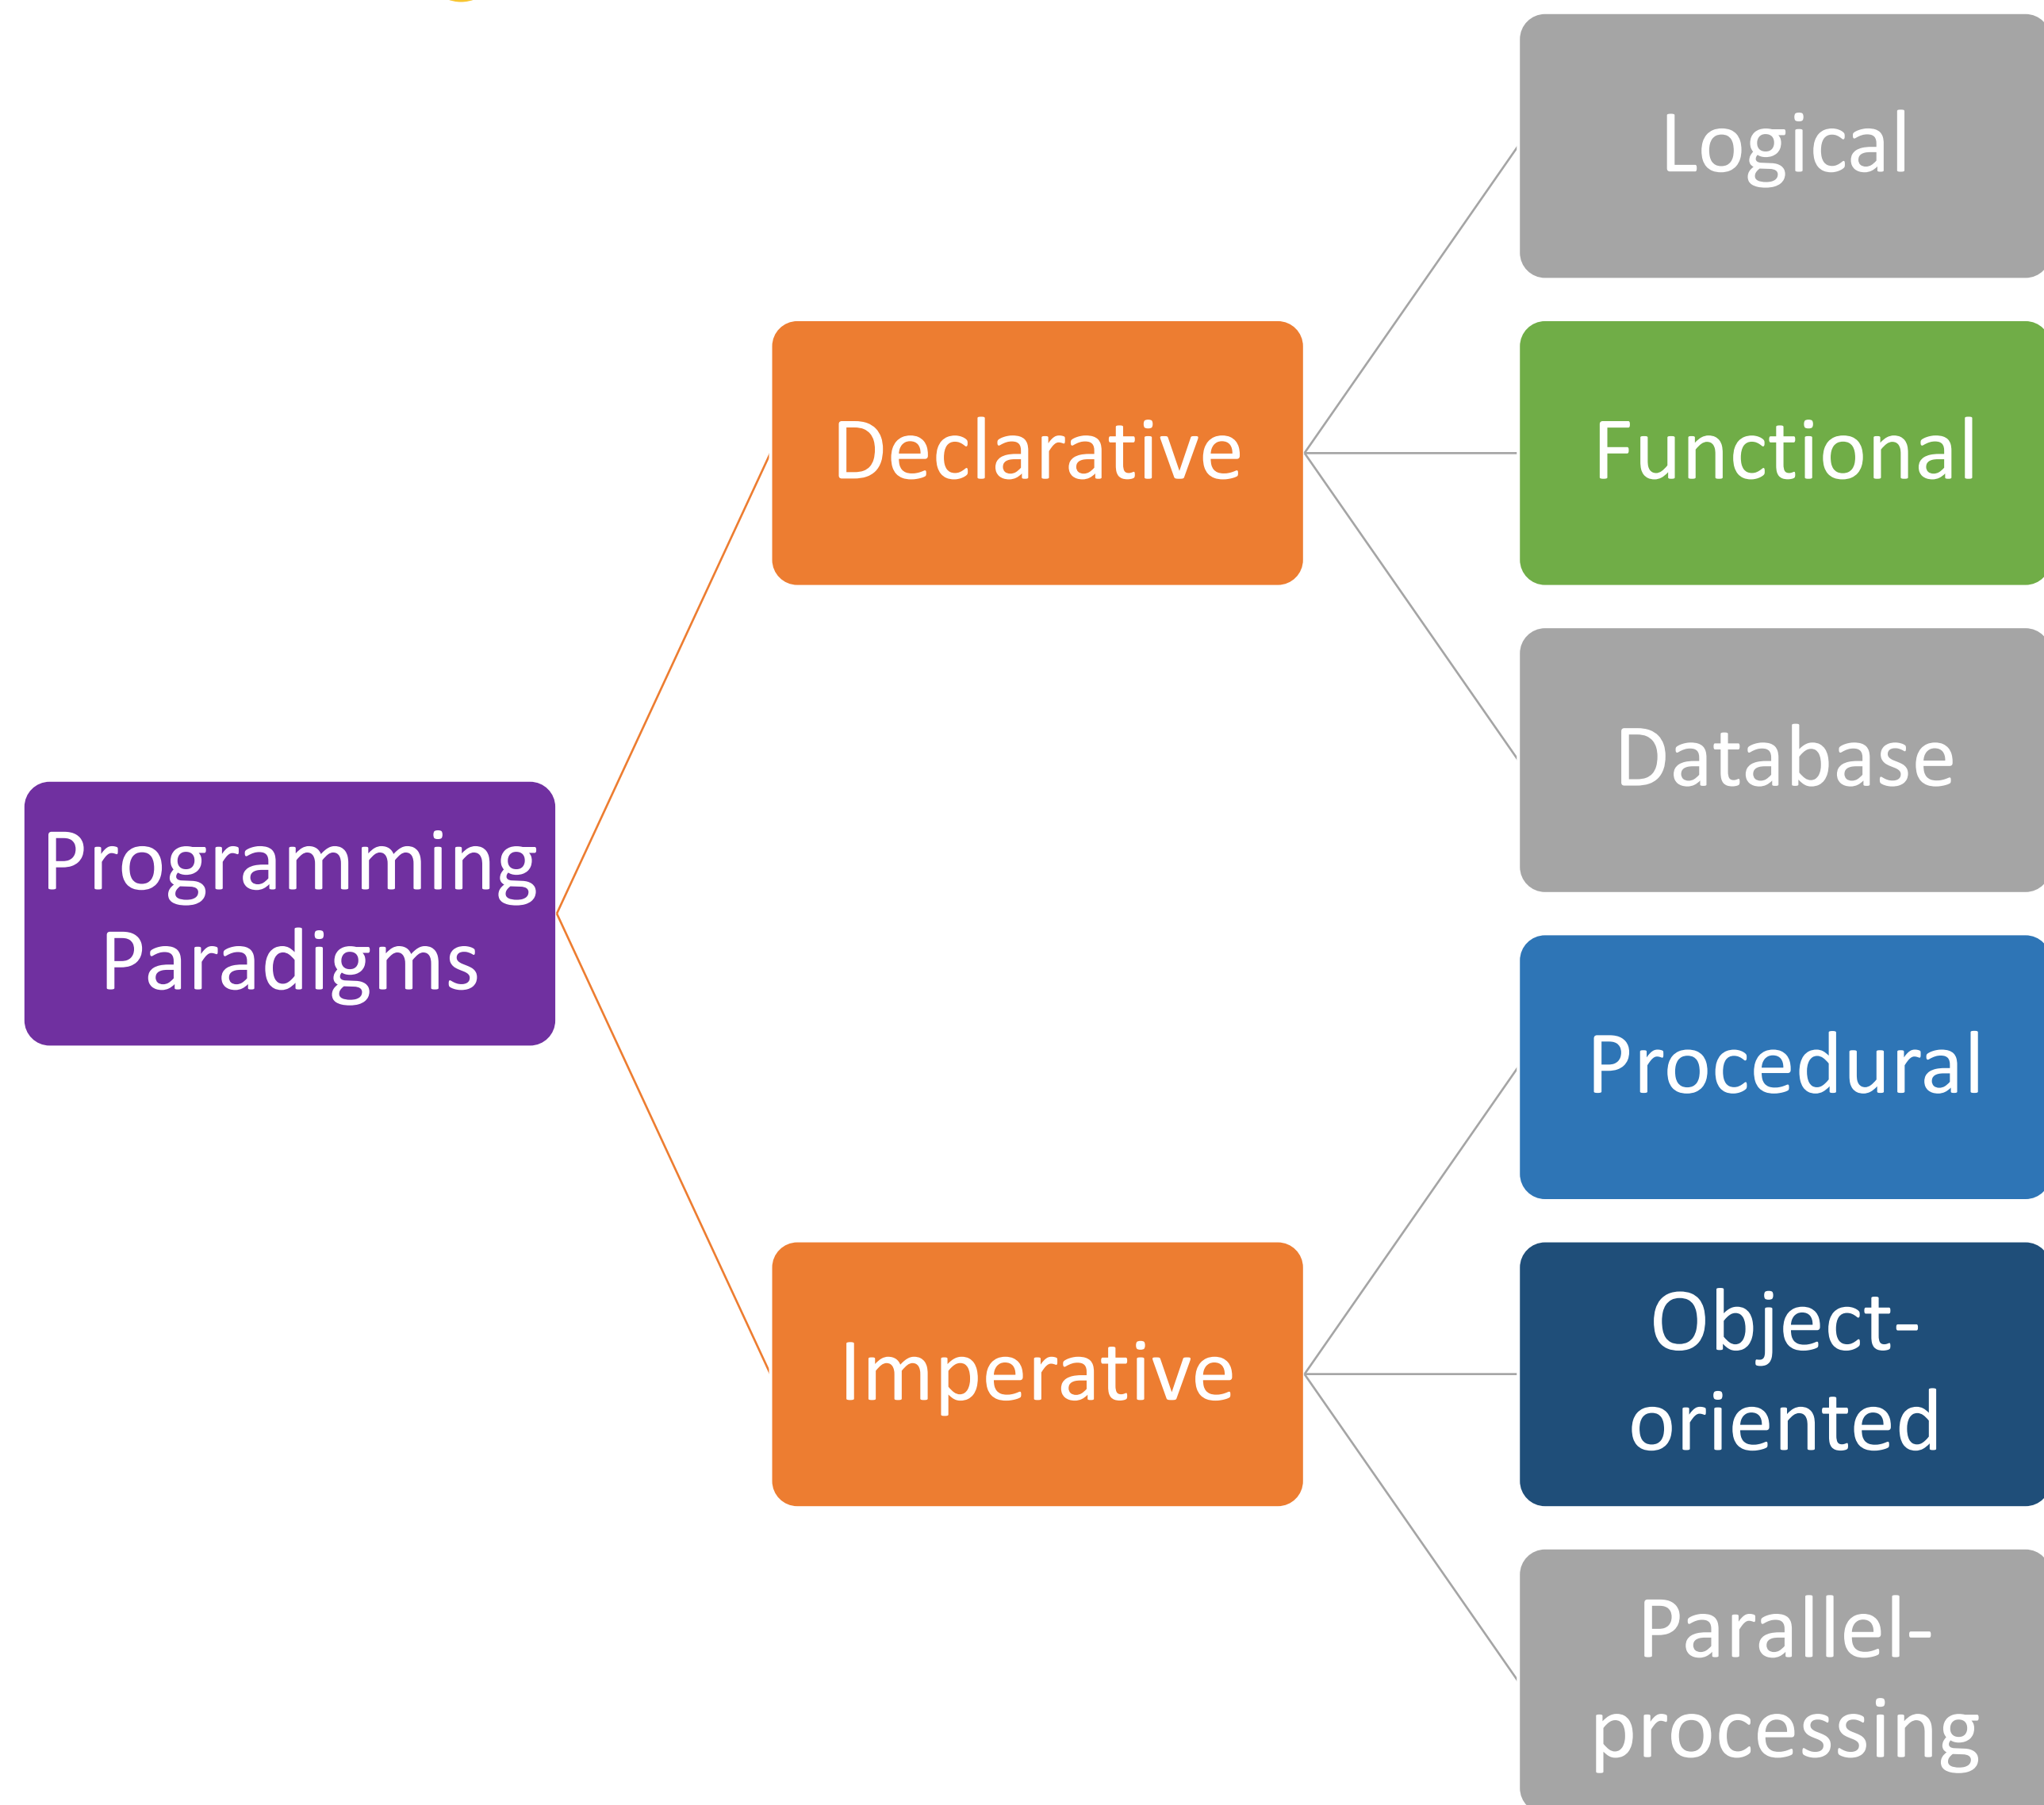 Logical
Declarative
Functional
Database
Programming
Paradigms
Procedural
Imperative
Object-
oriented
Parallel-
processing